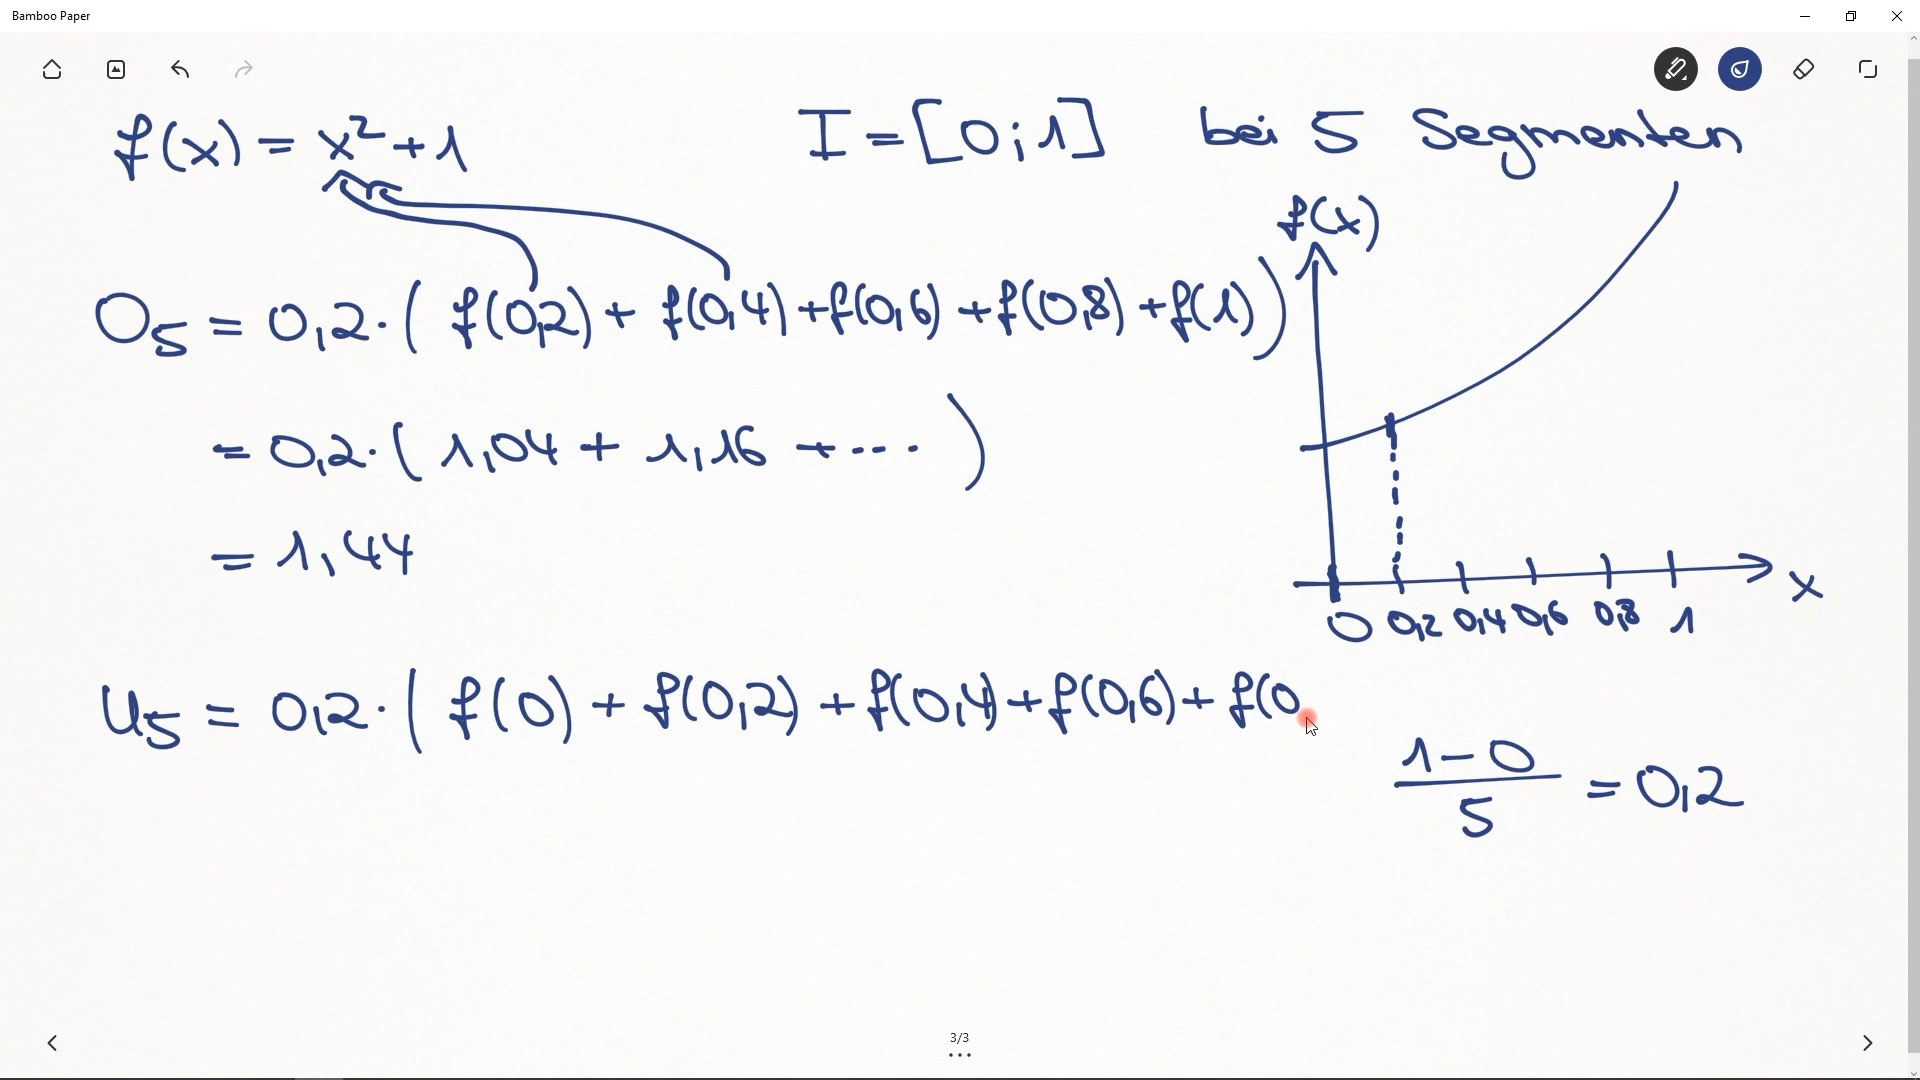 Bamboo Paper
f(x) = x²+1 I = [0;1] bei 5 Segmenten
f(x)
O₅ = 0,2·( f(0,2) + f(0,4) +f(0,6) +f(0,8) +f(1))
= 0,2·( 1,04 + 1,16 + ··· )
= 1,44
x
0 0,2 0,4 0,6 0,8 1
U₅ = 0,2·( f(0) + f(0,2) + f(0,4) + f(0,6) + f(0,
1-0
5
= 0,2
3/3